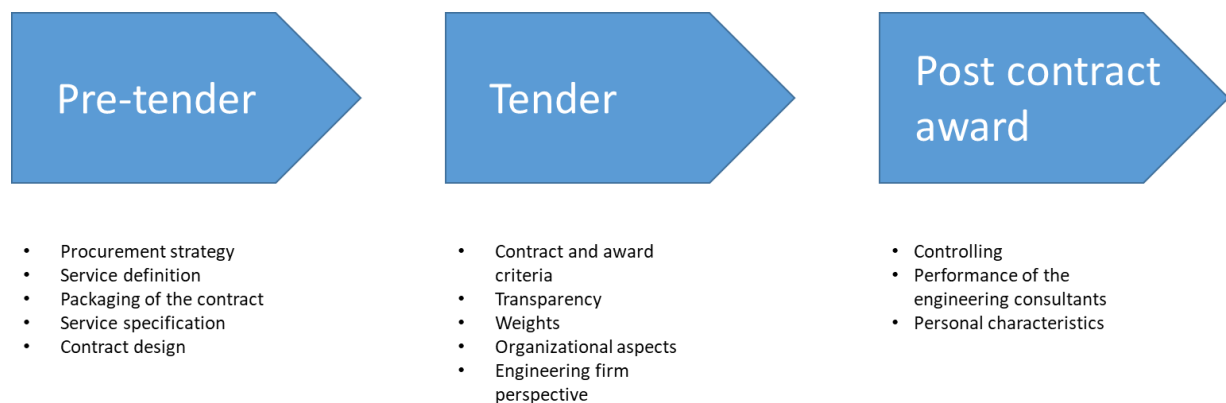 Pre-tender
Tender
Post contract
award
• Procurement strategy
• Service definition
• Packaging of the contract
• Service specification
• Contract design
• Contract and award
criteria
• Transparency
• Weights
• Organizational aspects
• Engineering firm
perspective
• Controlling
• Performance of the
engineering consultants
• Personal characteristics